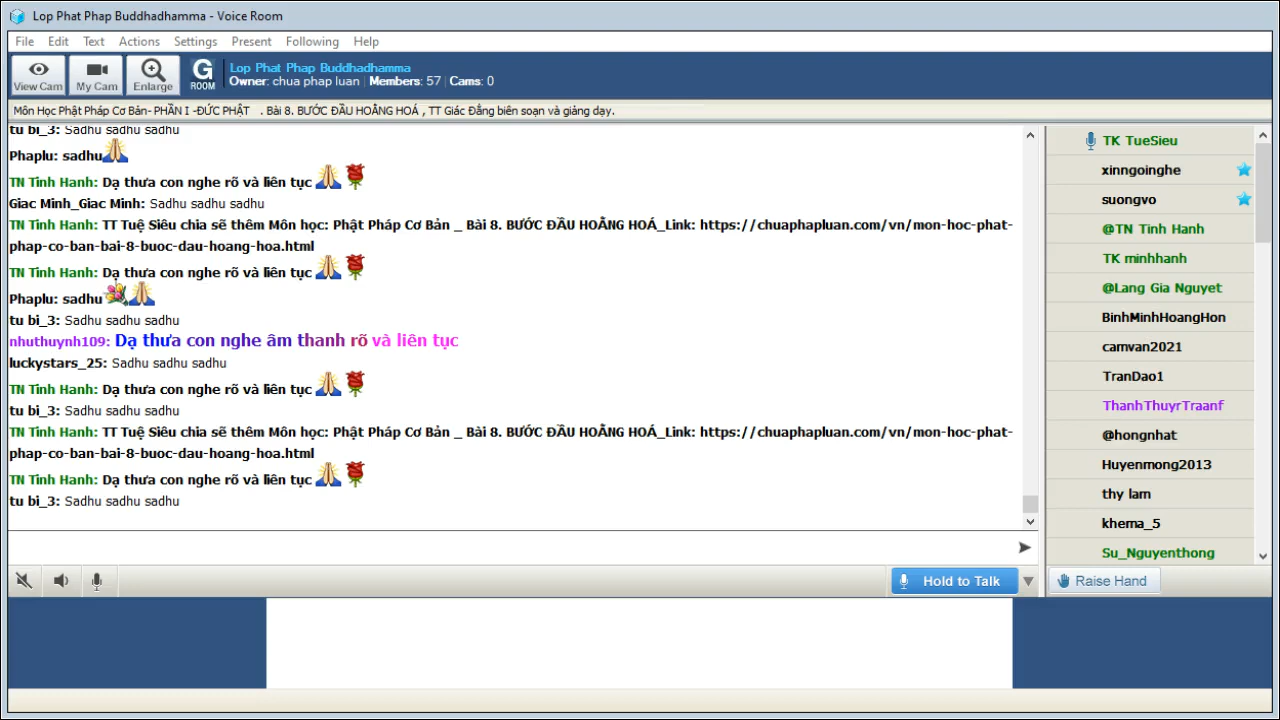 Lop Phat Phap Buddhadhamma - Voice Room
File Edit Text Actions Settings Present Following Help
View Cam My Cam Enlarge G ROOM
Lop Phat Phap Buddhadhamma
Owner: chua phap luan | Members: 57 | Cams: 0
Môn Học Phật Pháp Cơ Bản- PHẦN I -ĐỨC PHẬT . Bài 8. BƯỚC ĐẦU HOẰNG HOÁ , TT Giác Đẳng biên soạn và giảng dạy.
tu bi_3: Sadhu sadhu sadhu
Phaplu: sadhu
TN Tinh Hanh: Dạ thưa con nghe rõ và liên tục
Giac Minh_Giac Minh: Sadhu sadhu sadhu
TN Tinh Hanh: TT Tuệ Siêu chia sẽ thêm Môn học: Phật Pháp Cơ Bản _ Bài 8. BƯỚC ĐẦU HOẰNG HOÁ_Link: https://chuaphapluan.com/vn/mon-hoc-phat-
phap-co-ban-bai-8-buoc-dau-hoang-hoa.html
TN Tinh Hanh: Dạ thưa con nghe rõ và liên tục
Phaplu: sadhu
tu bi_3: Sadhu sadhu sadhu
nhuthuynh109: Dạ thưa con nghe âm thanh rõ và liên tục
luckystars_25: Sadhu sadhu sadhu
TN Tinh Hanh: Dạ thưa con nghe rõ và liên tục
tu bi_3: Sadhu sadhu sadhu
TN Tinh Hanh: TT Tuệ Siêu chia sẽ thêm Môn học: Phật Pháp Cơ Bản _ Bài 8. BƯỚC ĐẦU HOẰNG HOÁ_Link: https://chuaphapluan.com/vn/mon-hoc-phat-
phap-co-ban-bai-8-buoc-dau-hoang-hoa.html
TN Tinh Hanh: Dạ thưa con nghe rõ và liên tục
tu bi_3: Sadhu sadhu sadhu
TK TueSieu
xinngoinghe
suongvo
@TN Tinh Hanh
TK minhhanh
@Lang Gia Nguyet
BinhMinhHoangHon
camvan2021
TranDao1
ThanhThuyrTraanf
@hongnhat
Huyenmong2013
thy lam
khema_5
Su_Nguyenthong
Hold to Talk
Raise Hand